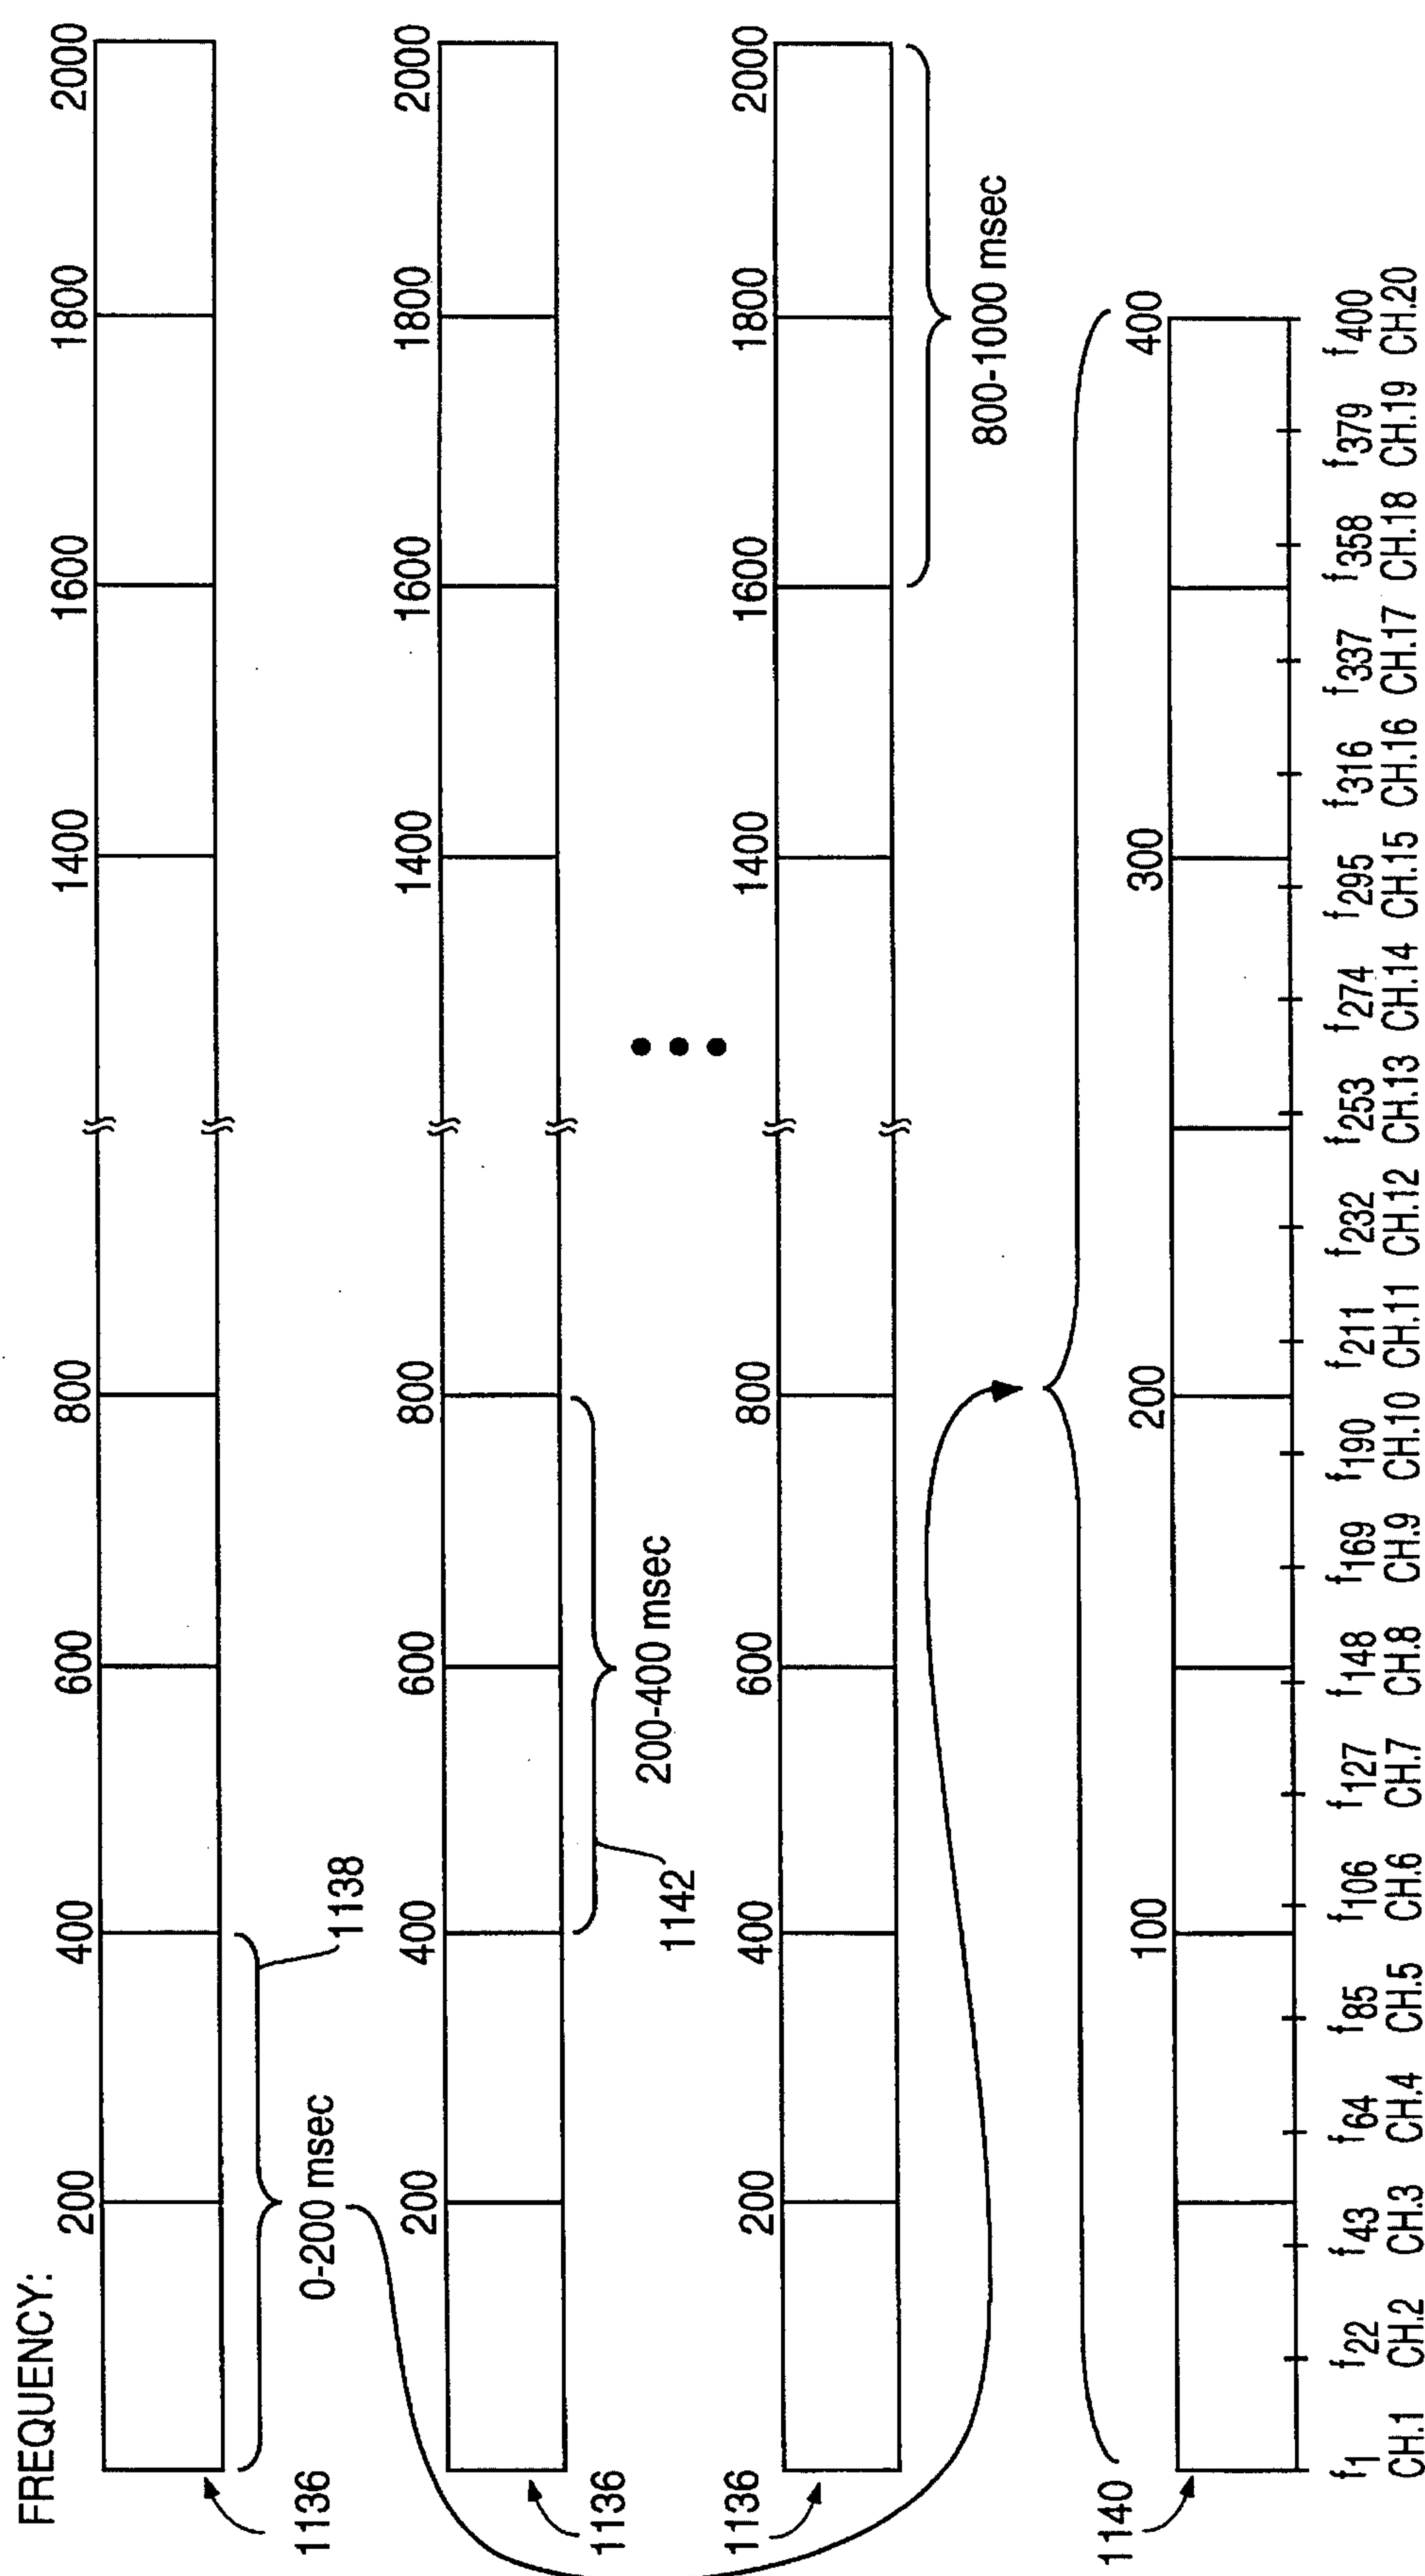 FREQUENCY:
200 400 600 800 1400 1600 1800 2000
1136
0-200 msec
1138
200 400 600 800 1400 1600 1800 2000
1136
1142
200-400 msec
200 400 600 800 1400 1600 1800 2000
1136
800-1000 msec
100 200 300 400
1140
f1 f22 f43 f64 f85 f106 f127 f148 f169 f190 f211 f232 f253 f274 f295 f316 f337 f358 f379 f400
CH.1 CH.2 CH.3 CH.4 CH.5 CH.6 CH.7 CH.8 CH.9 CH.10 CH.11 CH.12 CH.13 CH.14 CH.15 CH.16 CH.17 CH.18 CH.19 CH.20